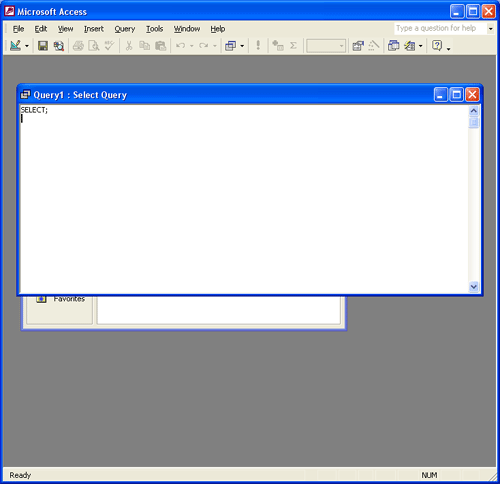 Microsoft Access
File Edit View Insert Query Tools Window Help
Type a question for help
Query1 : Select Query
SELECT;
Favorites
Ready
NUM